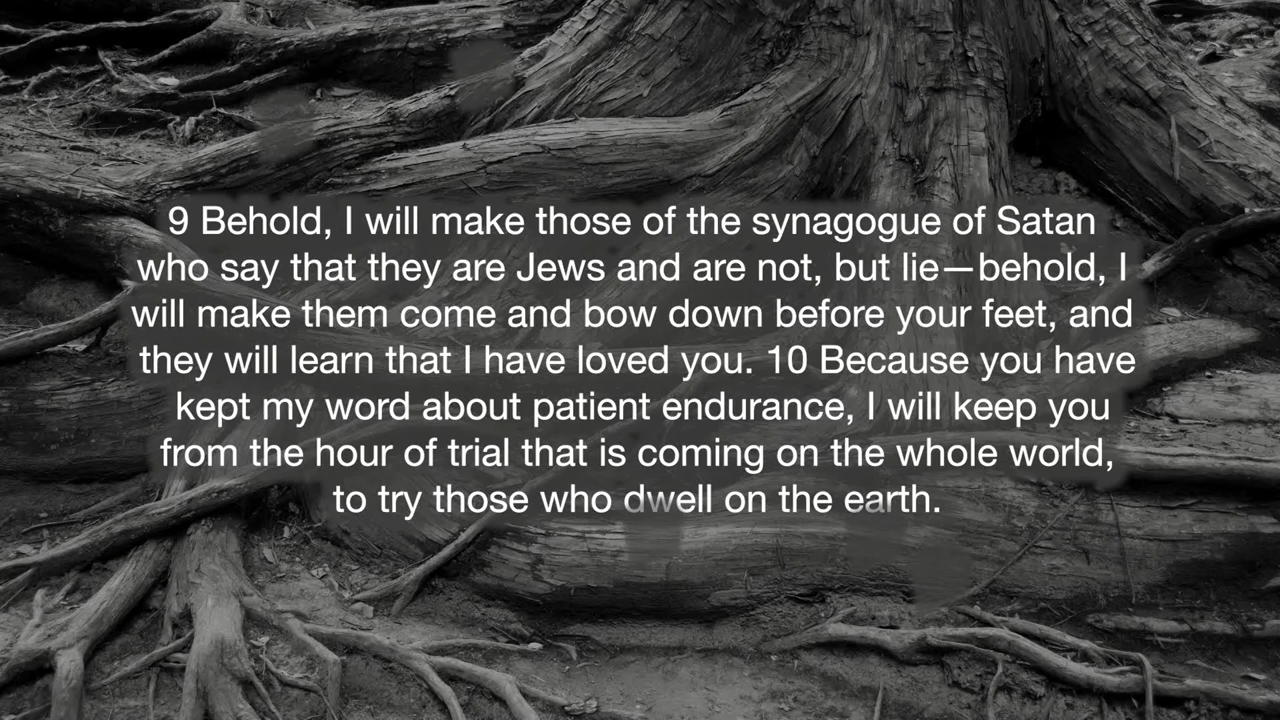 9 Behold, I will make those of the synagogue of Satan
who say that they are Jews and are not, but lie—behold, I
will make them come and bow down before your feet, and
they will learn that I have loved you. 10 Because you have
kept my word about patient endurance, I will keep you
from the hour of trial that is coming on the whole world,
to try those who dwell on the earth.